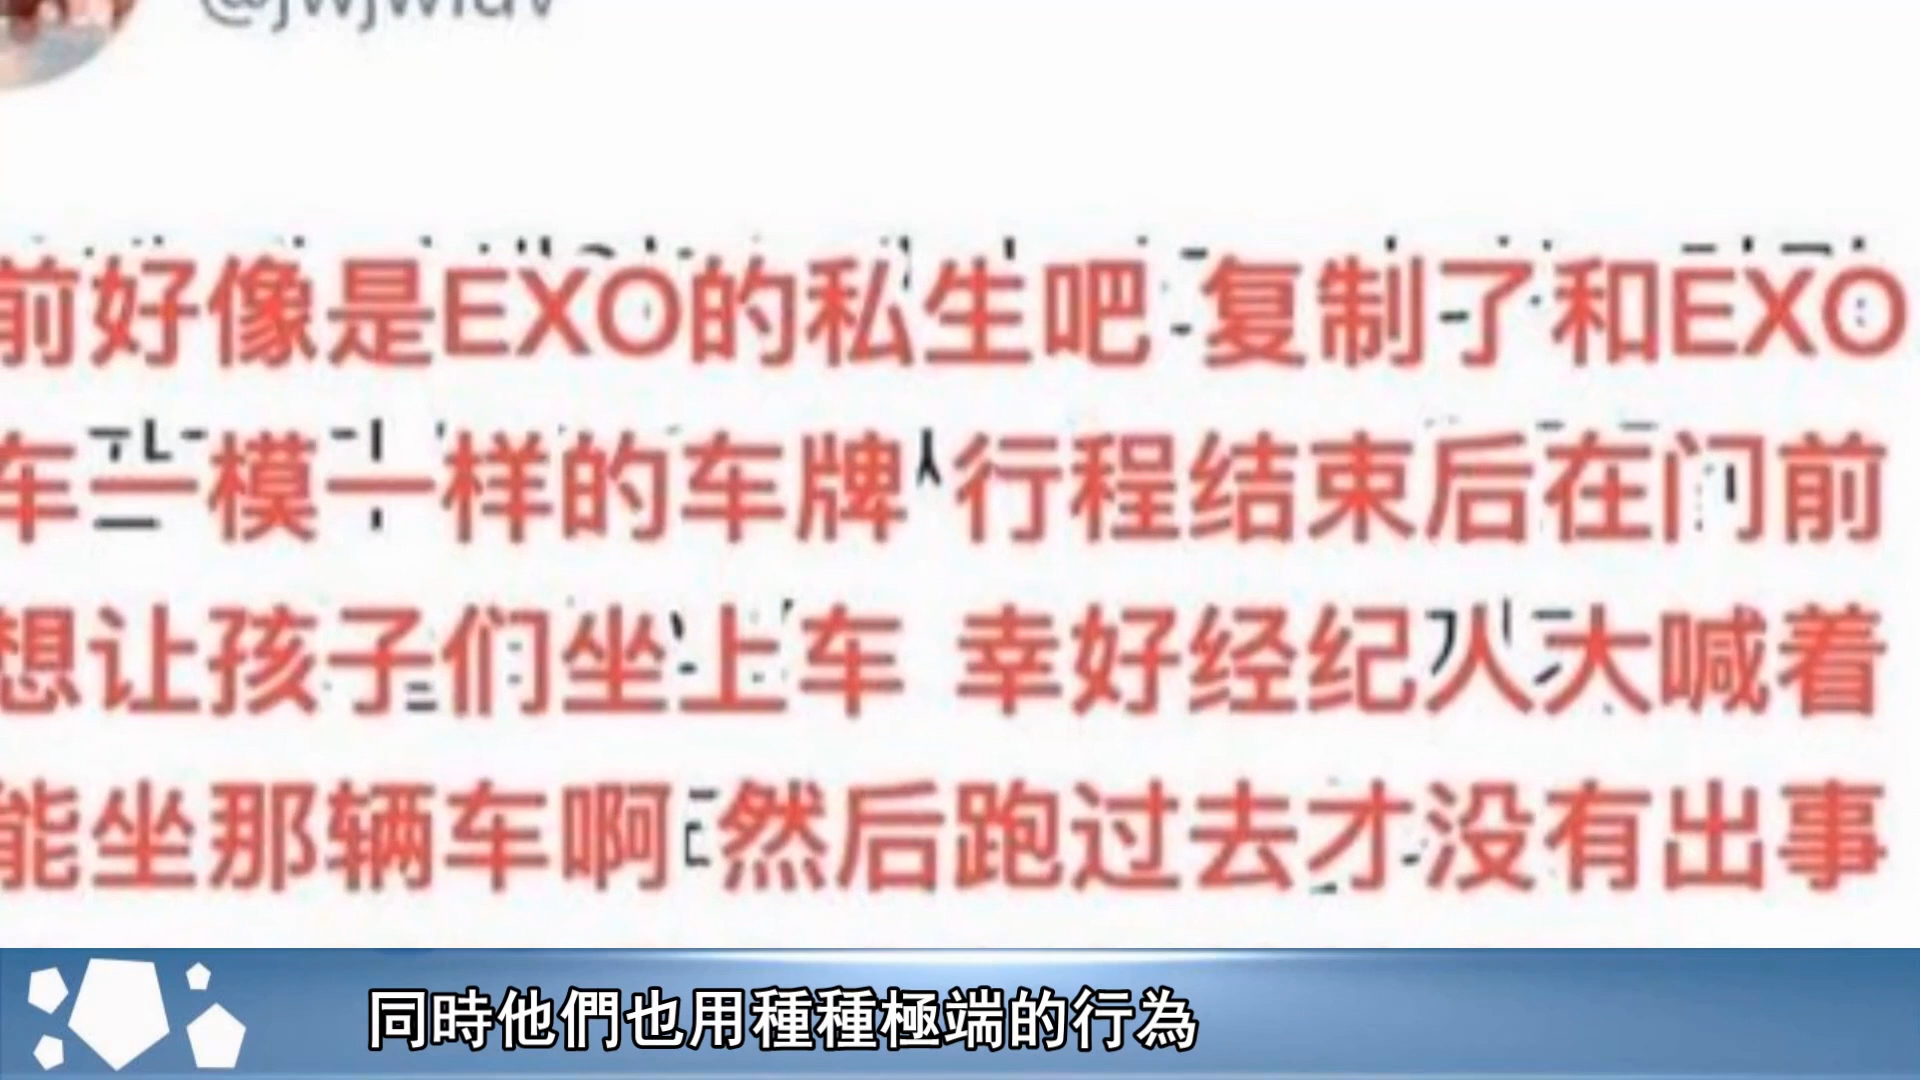 前好像是EXO的私生吧 复制了和EXO
车一模一样的车牌 行程结束后在门前
想让孩子们坐上车 幸好经纪人大喊着
能坐那辆车啊 然后跑过去才没有出事
同時他們也用種種極端的行為